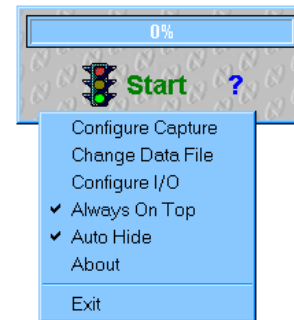 0%
Start ?
Configure Capture
Change Data File
Configure I/O
Always On Top
Auto Hide
About
Exit